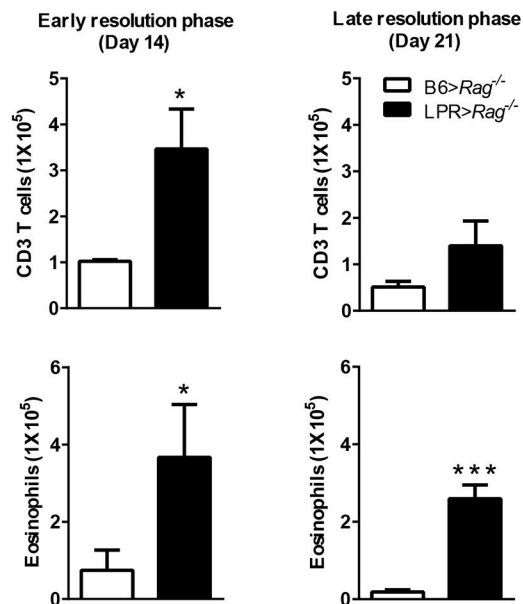 Early resolution phase
(Day 14)
Late resolution phase
(Day 21)
CD3 T cells (1X10⁵)
5
4
3
2
1
0
*
CD3 T cells (1X10⁵)
5
4
3
2
1
0
B6>Rag⁻/⁻
LPR>Rag⁻/⁻
Eosinophils (1X10⁵)
6
4
2
0
*
Eosinophils (1X10⁵)
6
4
2
0
***